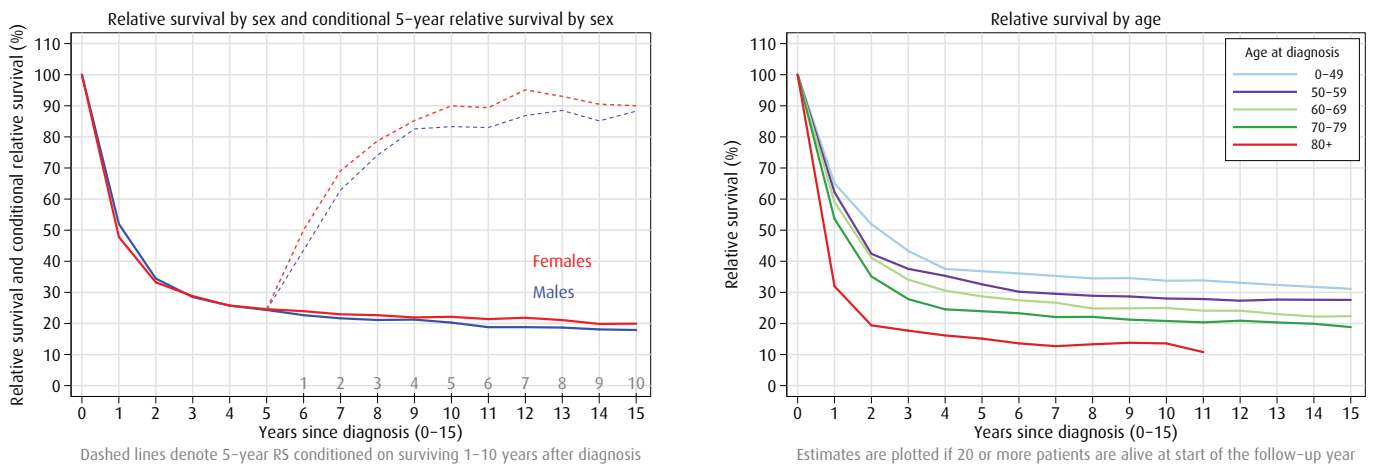 Relative survival by sex and conditional 5-year relative survival by sex
Relative survival and conditional relative survival (%)
110
100
90
80
70
60
50
40
30
20
10
0
Females
Males
1 2 3 4 5 6 7 8 9 10
0 1 2 3 4 5 6 7 8 9 10 11 12 13 14 15
Years since diagnosis (0-15)
Dashed lines denote 5-year RS conditioned on surviving 1-10 years after diagnosis
Relative survival by age
Relative survival (%)
110
100
90
80
70
60
50
40
30
20
10
0
Age at diagnosis
0-49
50-59
60-69
70-79
80+
0 1 2 3 4 5 6 7 8 9 10 11 12 13 14 15
Years since diagnosis (0-15)
Estimates are plotted if 20 or more patients are alive at start of the follow-up year